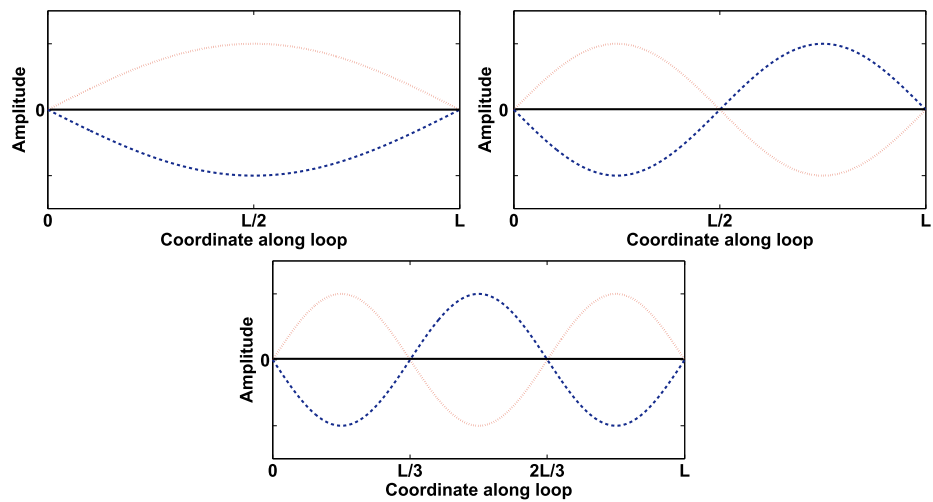 Amplitude
0
0 L/2 L
Coordinate along loop
Amplitude
0
0 L/2 L
Coordinate along loop
Amplitude
0
0 L/3 2L/3 L
Coordinate along loop